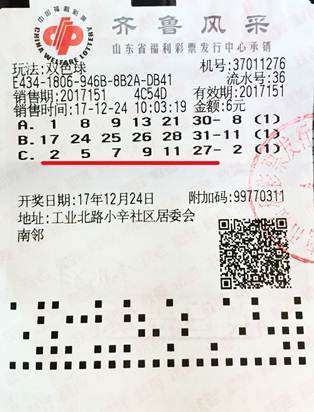 中国福利彩票
CHINA WELFARE LOTTERY
齐鲁风采
山东省福利彩票发行中心承销
玩法:双色球 机号:37011276
E434-1806-946B-8B2A-DB41 流水号:36
销售期:2017151 4C54D 有效期:2017151
销售时间:17-12-24 10:03:19 金额:6元
A. 1 8 9 13 21 30- 8 (1)
B. 17 24 25 26 28 31-11 (1)
C. 2 5 7 9 11 27- 2 (1)
开奖日期:17年12月24日 附加码:99770311
地址:工业北路小辛社区居委会
南邻